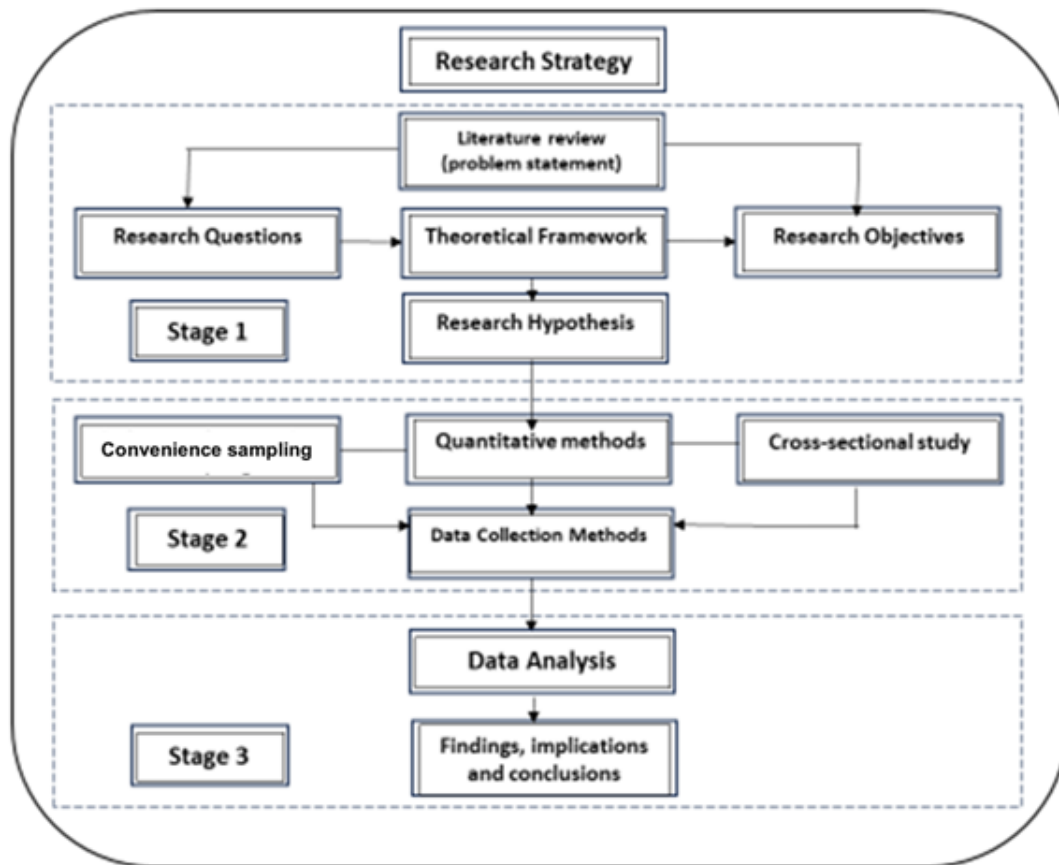 Research Strategy
Literature review
(problem statement)
Research Questions
Theoretical Framework
Research Objectives
Stage 1
Research Hypothesis
Convenience sampling
Quantitative methods
Cross-sectional study
Stage 2
Data Collection Methods
Data Analysis
Stage 3
Findings, implications
and conclusions